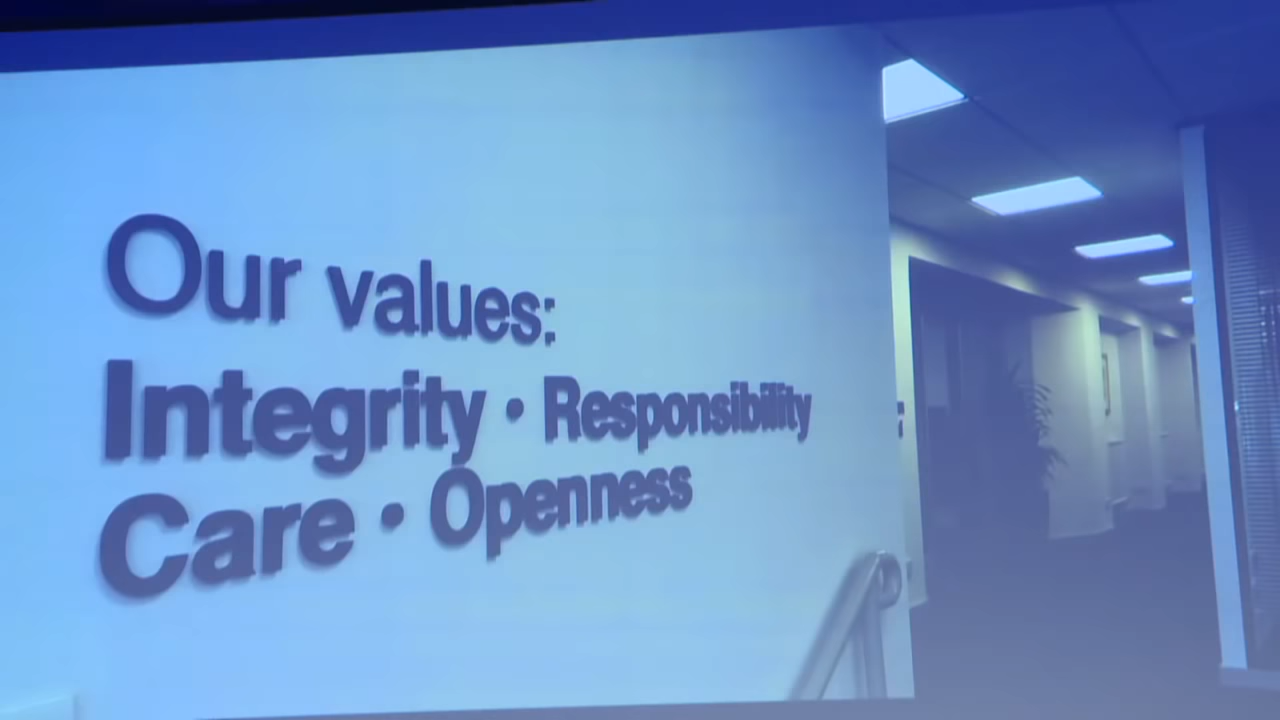 Our values:
Integrity • Responsibility
Care • Openness